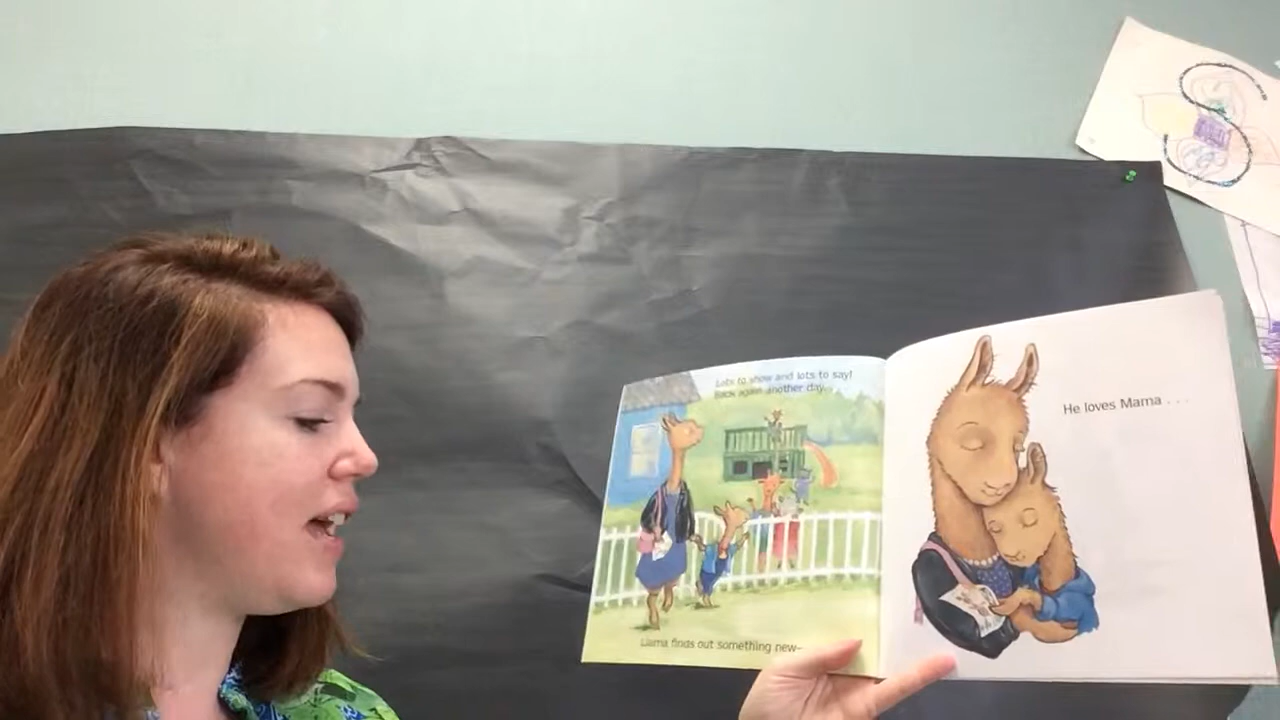 Lots to show and lots to say!
Back again another day...
Llama finds out something new–
He loves Mama . . .
S